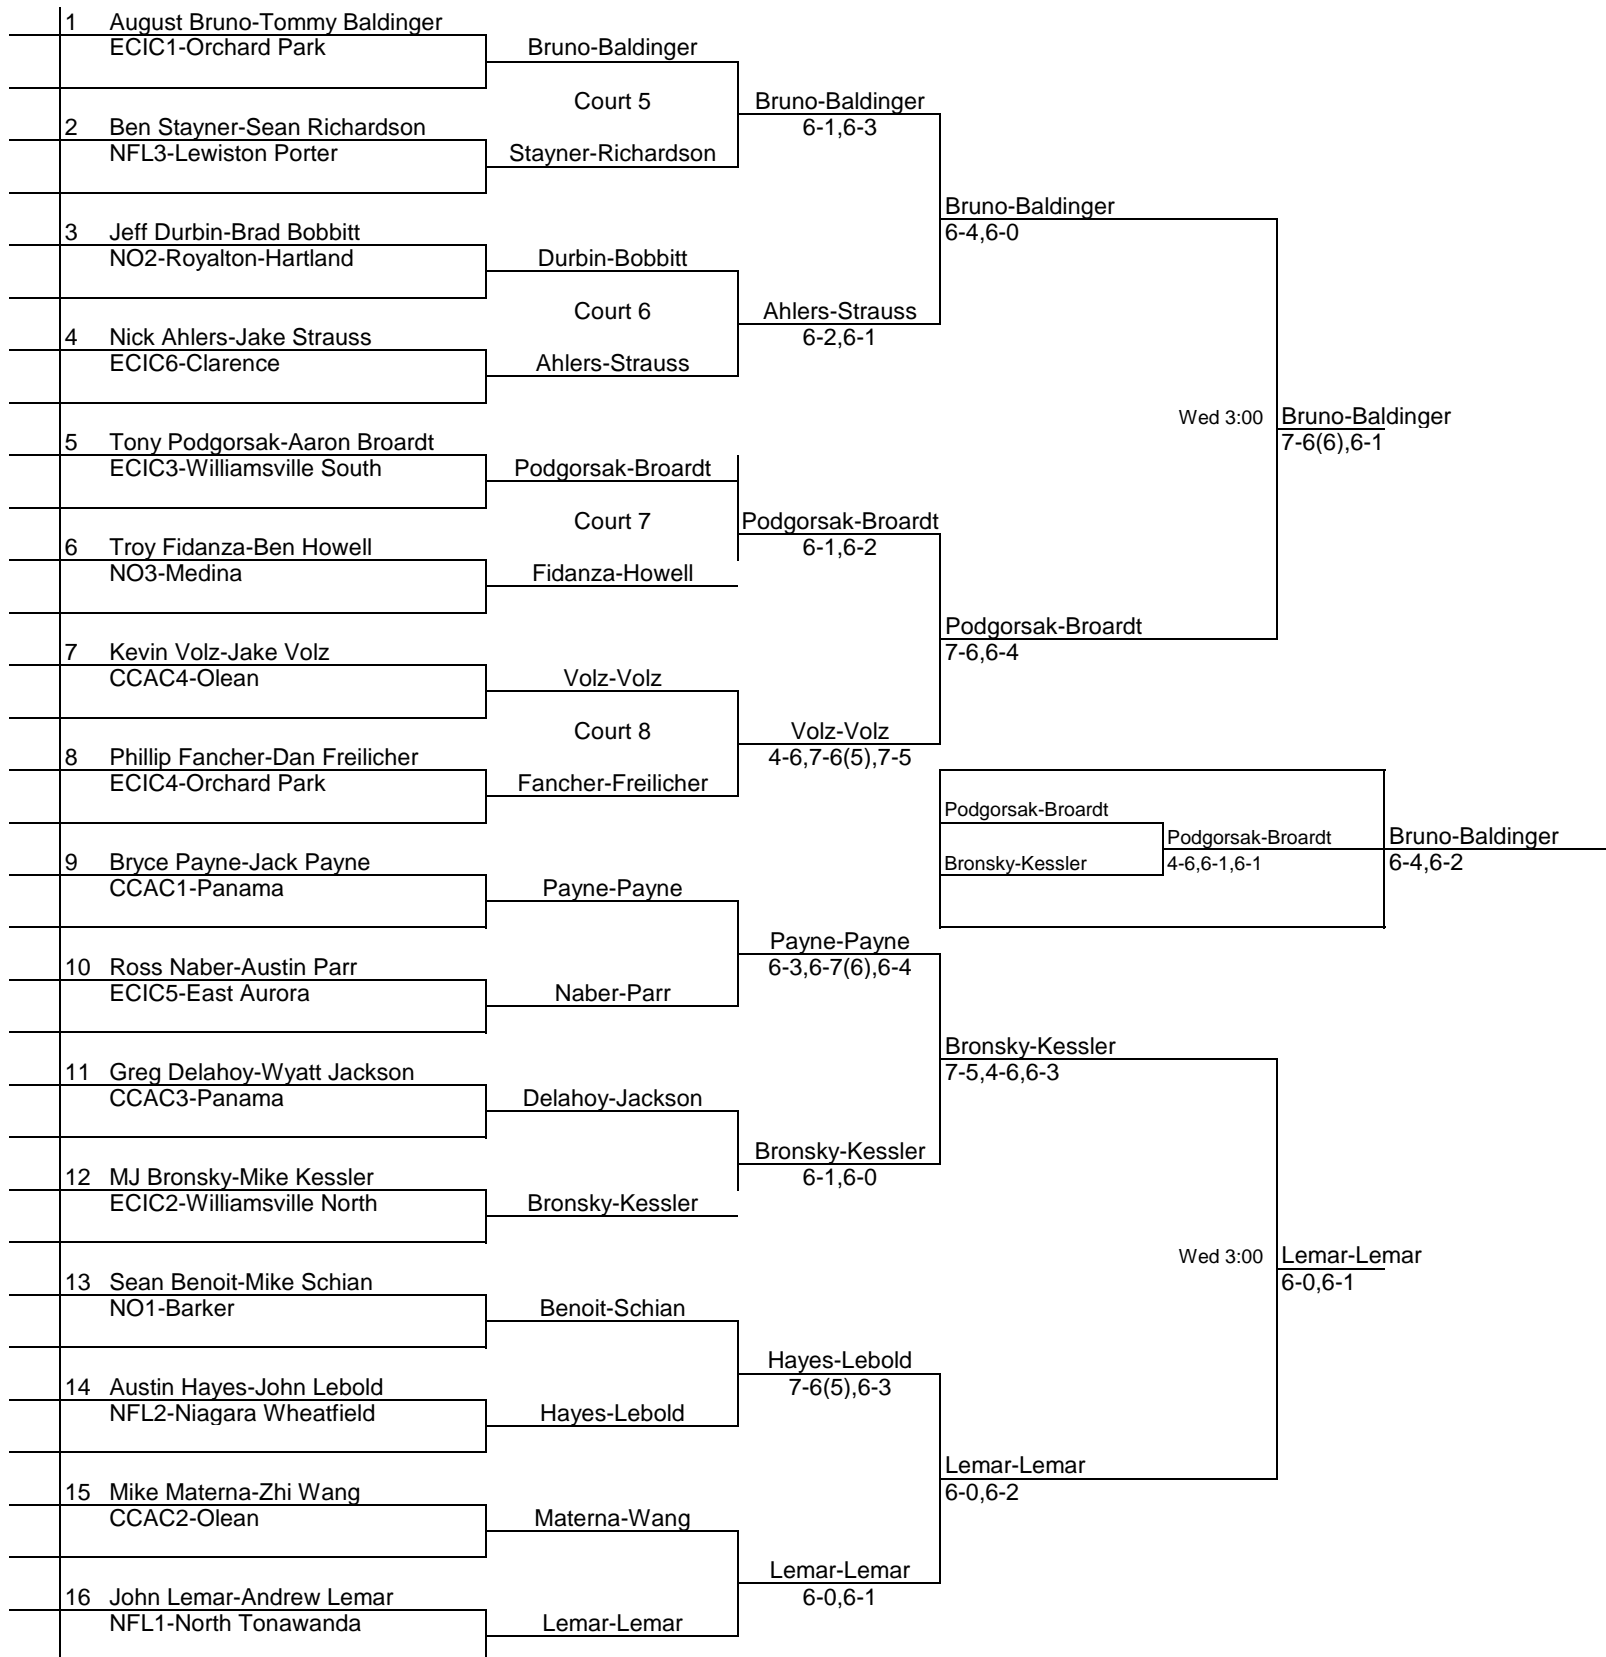 1 August Bruno-Tommy Baldinger
ECIC1-Orchard Park
Bruno-Baldinger
Court 5
Bruno-Baldinger
6-1,6-3
2 Ben Stayner-Sean Richardson
NFL3-Lewiston Porter
Stayner-Richardson
Bruno-Baldinger
6-4,6-0
3 Jeff Durbin-Brad Bobbitt
NO2-Royalton-Hartland
Durbin-Bobbitt
Court 6
Ahlers-Strauss
6-2,6-1
4 Nick Ahlers-Jake Strauss
ECIC6-Clarence
Ahlers-Strauss
Wed 3:00
Bruno-Baldinger
7-6(6),6-1
5 Tony Podgorsak-Aaron Broardt
ECIC3-Williamsville South
Podgorsak-Broardt
Court 7
Podgorsak-Broardt
6-1,6-2
6 Troy Fidanza-Ben Howell
NO3-Medina
Fidanza-Howell
Podgorsak-Broardt
7-6,6-4
7 Kevin Volz-Jake Volz
CCAC4-Olean
Volz-Volz
Court 8
Volz-Volz
4-6,7-6(5),7-5
8 Phillip Fancher-Dan Freilicher
ECIC4-Orchard Park
Fancher-Freilicher
Podgorsak-Broardt
Podgorsak-Broardt
4-6,6-1,6-1
Bronsky-Kessler
Bruno-Baldinger
6-4,6-2
9 Bryce Payne-Jack Payne
CCAC1-Panama
Payne-Payne
Payne-Payne
6-3,6-7(6),6-4
10 Ross Naber-Austin Parr
ECIC5-East Aurora
Naber-Parr
Bronsky-Kessler
7-5,4-6,6-3
11 Greg Delahoy-Wyatt Jackson
CCAC3-Panama
Delahoy-Jackson
Bronsky-Kessler
6-1,6-0
12 MJ Bronsky-Mike Kessler
ECIC2-Williamsville North
Bronsky-Kessler
Wed 3:00
Lemar-Lemar
6-0,6-1
13 Sean Benoit-Mike Schian
NO1-Barker
Benoit-Schian
Hayes-Lebold
7-6(5),6-3
14 Austin Hayes-John Lebold
NFL2-Niagara Wheatfield
Hayes-Lebold
Lemar-Lemar
6-0,6-2
15 Mike Materna-Zhi Wang
CCAC2-Olean
Materna-Wang
Lemar-Lemar
6-0,6-1
16 John Lemar-Andrew Lemar
NFL1-North Tonawanda
Lemar-Lemar